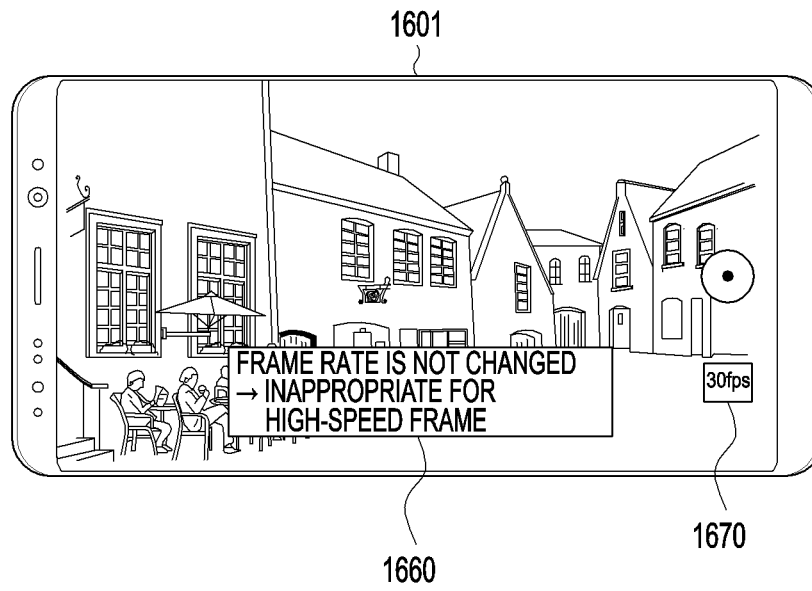 1601
FRAME RATE IS NOT CHANGED
→ INAPPROPRIATE FOR
HIGH-SPEED FRAME
30fps
1660
1670